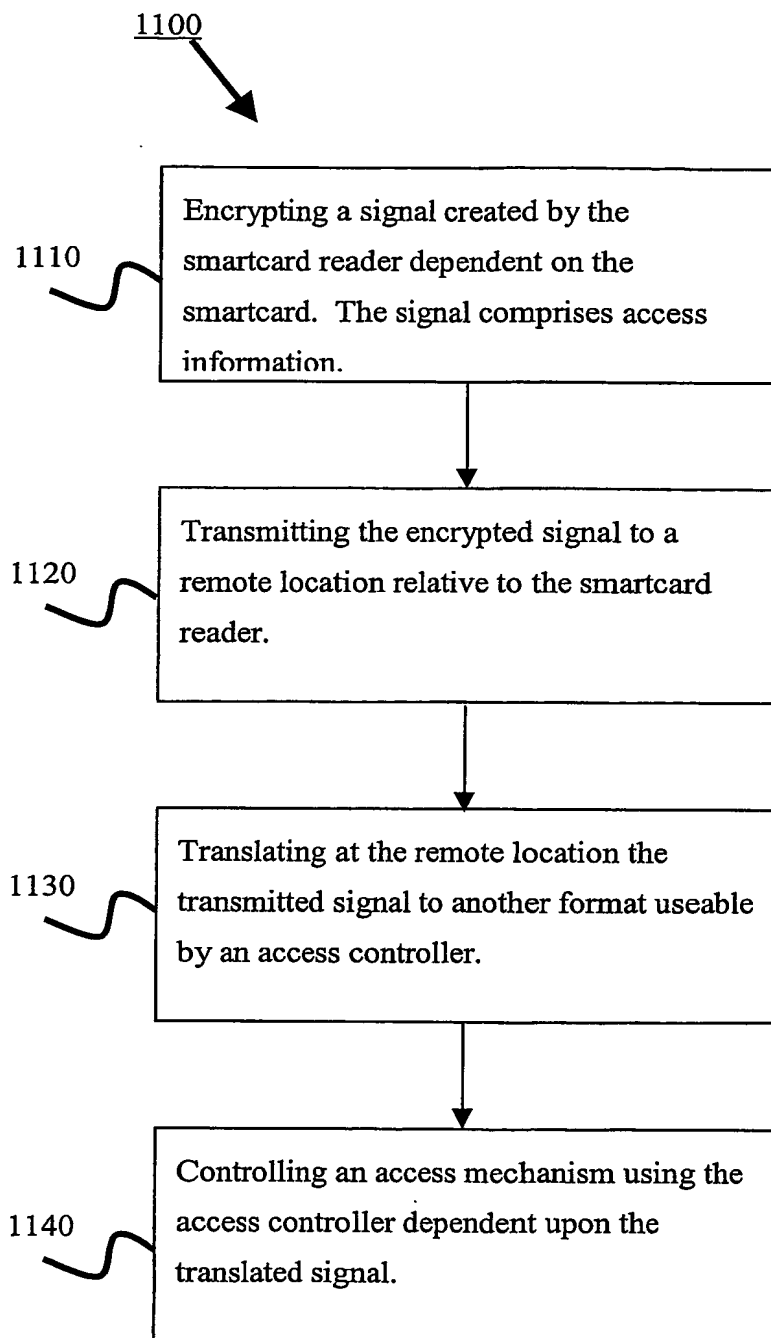 1100
Encrypting a signal created by the
1110
smartcard reader dependent on the
smartcard. The signal comprises access
information.
Transmitting the encrypted signal to a
1120
remote location relative to the smartcard
reader.
Translating at the remote location the
1130
transmitted signal to another format useable
by an access controller.
Controlling an access mechanism using the
1140
access controller dependent upon the
translated signal.